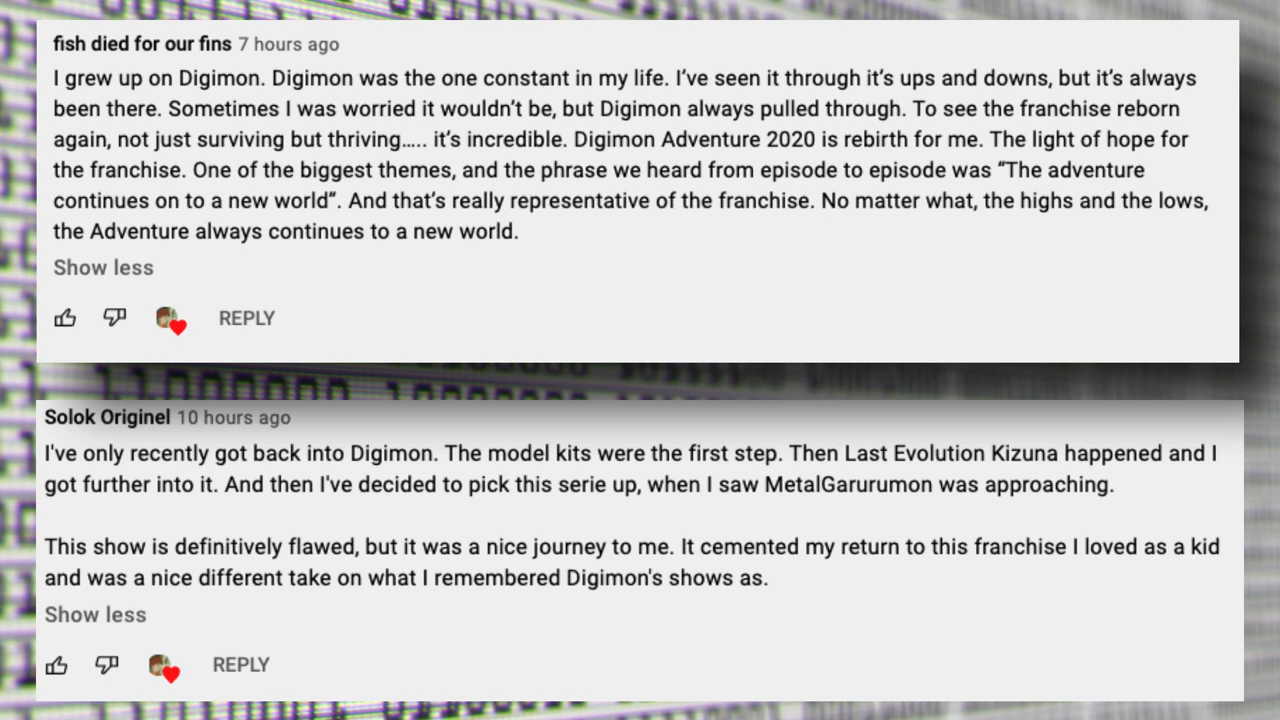 fish died for our fins 7 hours ago
I grew up on Digimon. Digimon was the one constant in my life. I’ve seen it through it’s ups and downs, but it’s always
been there. Sometimes I was worried it wouldn’t be, but Digimon always pulled through. To see the franchise reborn
again, not just surviving but thriving..... it’s incredible. Digimon Adventure 2020 is rebirth for me. The light of hope for
the franchise. One of the biggest themes, and the phrase we heard from episode to episode was “The adventure
continues on to a new world”. And that’s really representative of the franchise. No matter what, the highs and the lows,
the Adventure always continues to a new world.
Show less
REPLY
Solok Originel 10 hours ago
I've only recently got back into Digimon. The model kits were the first step. Then Last Evolution Kizuna happened and I
got further into it. And then I've decided to pick this serie up, when I saw MetalGarurumon was approaching.
This show is definitively flawed, but it was a nice journey to me. It cemented my return to this franchise I loved as a kid
and was a nice different take on what I remembered Digimon's shows as.
Show less
REPLY